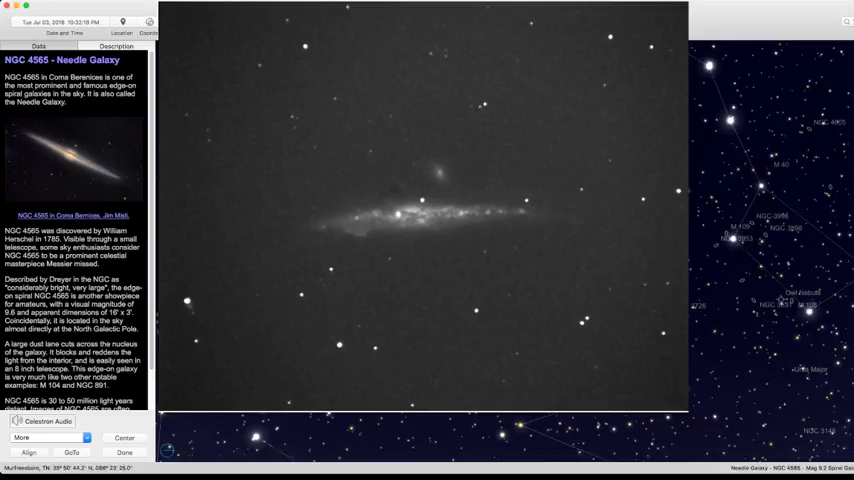 Tue Jul 03, 2018 10:32:18 PM
Date and Time
Location
Data
Description
NGC 4565 - Needle Galaxy
NGC 4565 in Coma Berenices is one of
the most prominent and famous edge-on
spiral galaxies in the sky. It is also called
the Needle Galaxy.
NGC 4565 in Coma Bernices, Jim Misti.
NGC 4565 was discovered by William
Herschel in 1785. Visible through a small
telescope, some sky enthusiasts consider
NGC 4565 to be a prominent celestial
masterpiece Messier missed.
Described by Dreyer in the NGC as
"considerably bright, very large", the edge-
on spiral NGC 4565 is another showpiece
for amateurs, with a visual magnitude of
9.6 and apparent dimensions of 16' x 3'.
Coincidentally, it is located in the sky
almost directly at the North Galactic Pole.
A large dust lane cuts across the nucleus
of the galaxy. It blocks and reddens the
light from the interior, and is easily seen in
an 8 inch telescope. This edge-on galaxy
is very much like two other notable
examples: M 104 and NGC 891.
NGC 4565 is 30 to 50 million light years
distant. Images of NGC 4565 are often
Celestron Audio
More
Center
Align
GoTo
Done
Murfreesboro, TN: 35° 50' 44.2" N, 086° 23' 25.0"
M 40
M 109
NGC 3998
NGC 3953
Owl Nebula
M 108
Ursa Major
Needle Galaxy - NGC 4565 - Mag 9.2 Spiral Gal